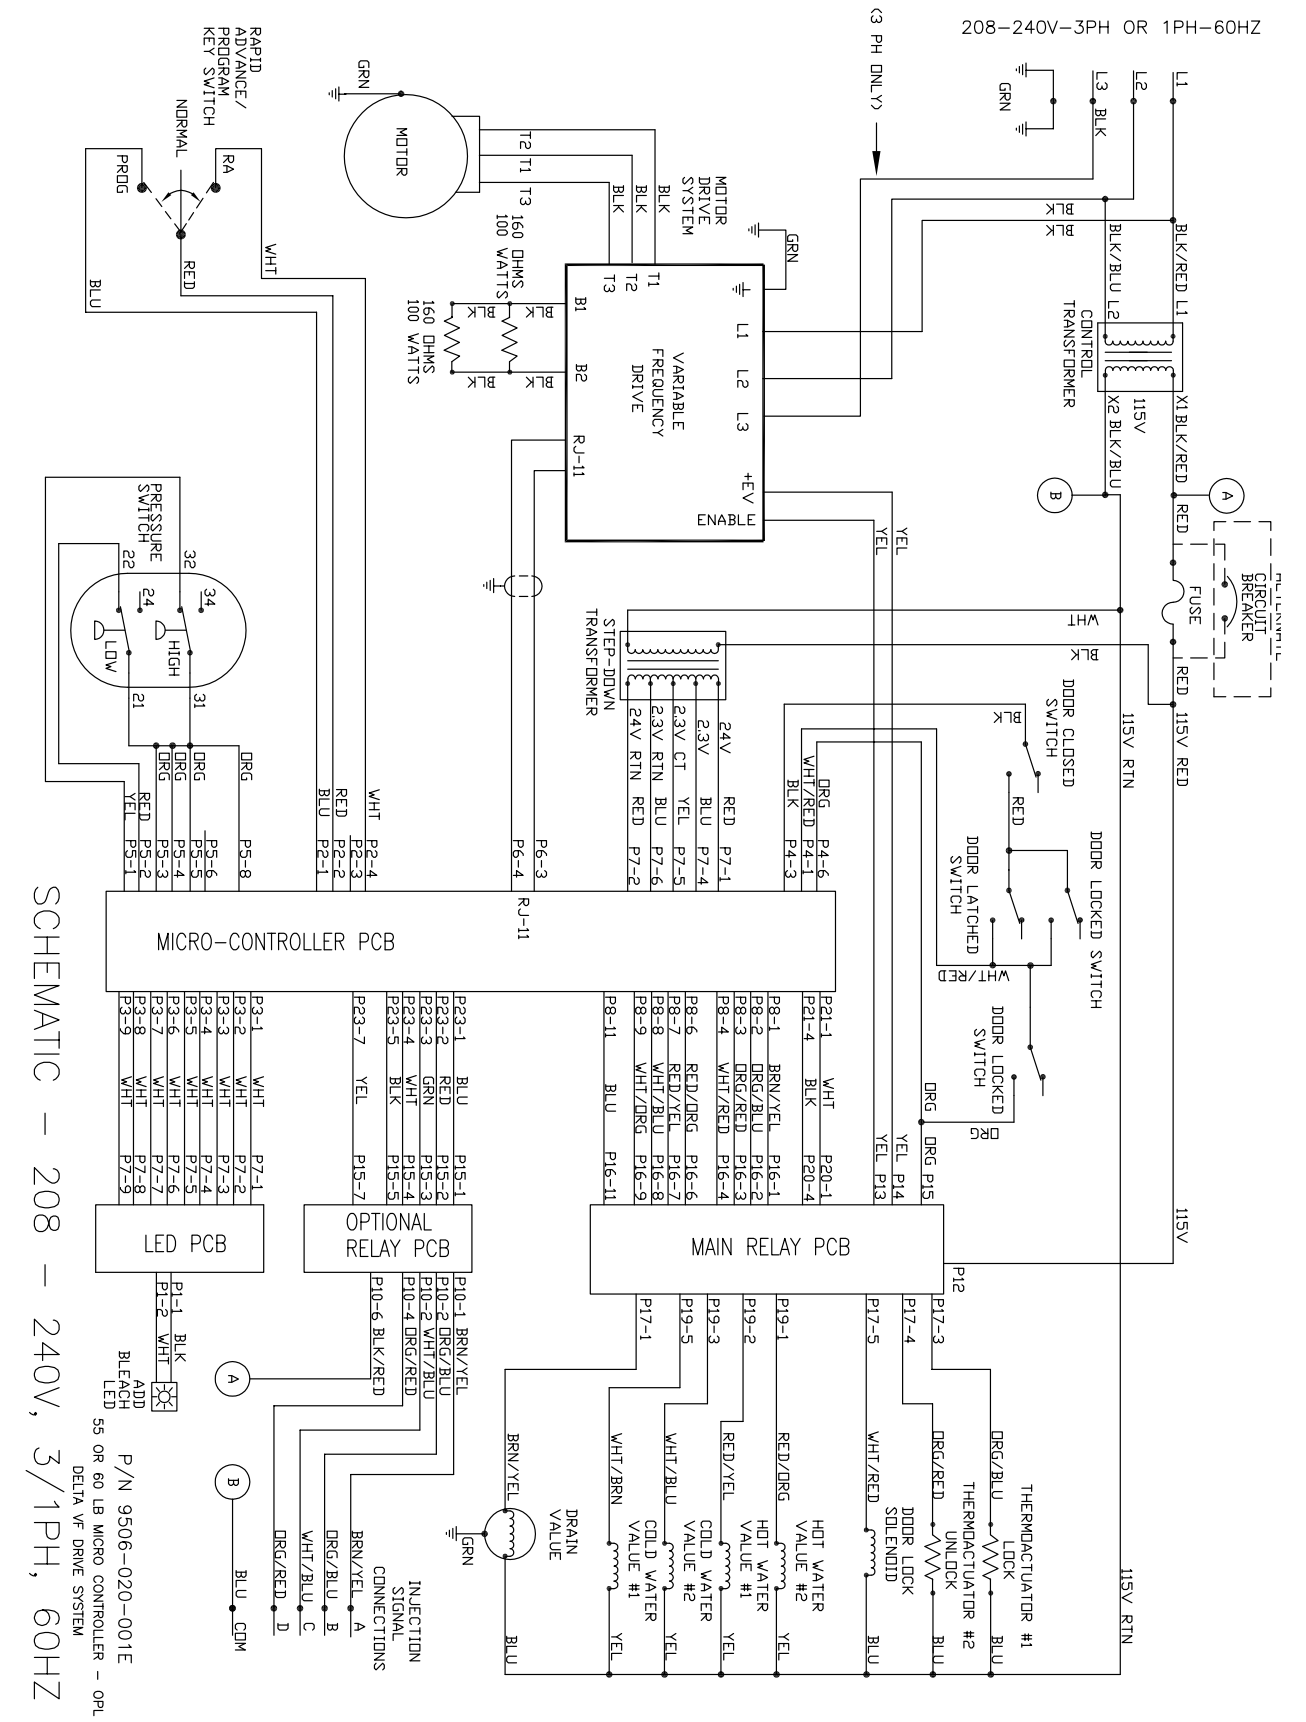 208-240V-3PH OR 1PH-60HZ
(3 PH ONLY)
L1
L2
L3
BLK
GRN
RAPID
ADVANCE/
PROGRAM
KEY SWITCH
NORMAL
RA
PROG
RED
WHT
BLU
GRN
MOTOR
T2
T1
T3
BLK
BLK
BLK
MOTOR
DRIVE
SYSTEM
GRN
160 OHMS
100 WATTS
160 OHMS
100 WATTS
BLK
BLK
BLK
BLK
T1
T2
T3
B1
B2
RJ-11
VARIABLE
FREQUENCY
DRIVE
L1
L2
L3
+EV
ENABLE
YEL
YEL
BLK
BLK
BLK/RED L1
BLK/BLU L2
CONTROL
TRANSFORMER
X1 BLK/RED
115V
X2 BLK/BLU
A
B
RED
FUSE
CIRCUIT
BREAKER
RED
WHT
BLK
115V RED
115V RTN
STEP-DOWN
TRANSFORMER
24V
2.3V
2.3V CT
2.3V RTN
24V RTN
RED
BLU
YEL
BLU
RED
P7-1
P7-4
P7-5
P7-6
P7-2
PRESSURE
SWITCH
22
32
24
34
LOW
HIGH
21
31
ORG
ORG
ORG
ORG
RED
YEL
P5-8
P5-6
P5-5
P5-4
P5-3
P5-2
P5-1
WHT
RED
BLU
P2-4
P2-3
P2-2
P2-1
P6-3
P6-4
RJ-11
DOOR CLOSED
SWITCH
BLK
RED
ORG
WHT/RED
BLK
P4-6
P4-1
P4-3
DOOR LATCHED
SWITCH
DOOR LOCKED SWITCH
WHT/RED
DOOR LOCKED
SWITCH
ORG
ORG
ORG P15
YEL P14
YEL P13
MICRO-CONTROLLER PCB
P3-1
P3-2
P3-3
P3-4
P3-5
P3-6
P3-7
P3-8
P3-9
WHT
WHT
WHT
WHT
WHT
WHT
WHT
WHT
WHT
P7-1
P7-2
P7-3
P7-4
P7-5
P7-6
P7-7
P7-8
P7-9
P23-1
P23-2
P23-3
P23-4
P23-5
P23-7
BLU
RED
GRN
WHT
BLK
YEL
P15-1
P15-2
P15-3
P15-4
P15-5
P15-7
P21-1
P21-4
P8-1
P8-2
P8-3
P8-4
P8-6
P8-7
P8-8
P8-9
P8-11
WHT
BLK
BRN/YEL
ORG/BLU
ORG/RED
WHT/RED
RED/ORG
RED/YEL
WHT/BLU
WHT/ORG
BLU
P20-1
P20-4
P16-1
P16-2
P16-3
P16-4
P16-6
P16-7
P16-8
P16-9
P16-11
LED PCB
OPTIONAL
RELAY PCB
MAIN RELAY PCB
115V
P12
P1-1
P1-2
BLK
WHT
ADD
BLEACH
LED
P10-1 BRN/YEL
P10-2 ORG/BLU
P10-2 WHT/BLU
P10-4 ORG/RED
P10-6 BLK/RED
A
B
BLU
COM
BRN/YEL
ORG/BLU
WHT/BLU
ORG/RED
A
B
C
D
INJECTION
SIGNAL
CONNECTIONS
P17-3
P17-4
P17-5
P19-1
P19-2
P19-3
P19-5
P17-1
ORG/BLU
ORG/RED
WHT/RED
RED/ORG
RED/YEL
WHT/BLU
WHT/BRN
BRN/YEL
THERMOACTUATOR #1
LOCK
THERMOACTUATOR #2
UNLOCK
DOOR LOCK
SOLENOID
HOT WATER
VALUE #2
HOT WATER
VALUE #1
COLD WATER
VALUE #2
COLD WATER
VALUE #1
DRAIN
VALUE
GRN
BLU
BLU
BLU
YEL
YEL
YEL
YEL
BLU
115V RTN
P/N 9506-020-001E
55 OR 60 LB MICRO CONTROLLER - OPL
DELTA VF DRIVE SYSTEM
SCHEMATIC - 208 - 240V, 3/1PH, 60HZ